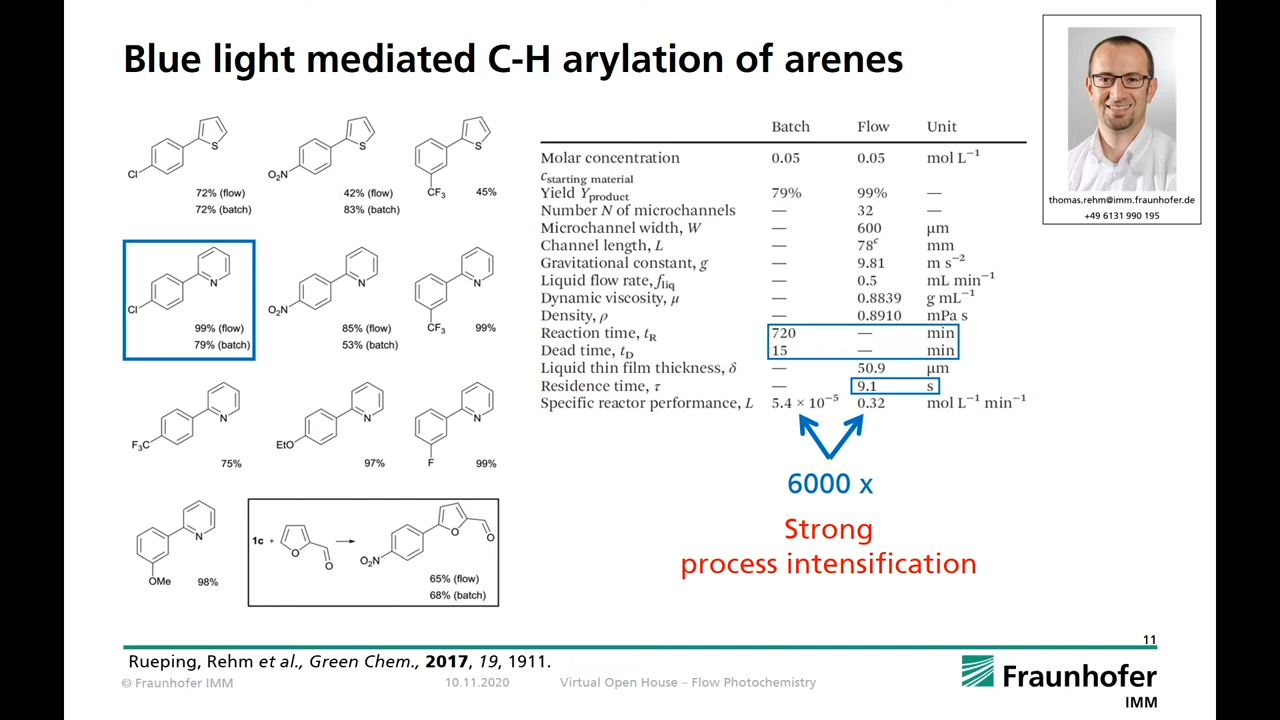 Blue light mediated C-H arylation of arenes
thomas.rehm@imm.fraunhofer.de
+49 6131 990 195
S
Cl
72% (flow)
72% (batch)
S
O₂N
42% (flow)
83% (batch)
S
CF₃
45%
N
Cl
99% (flow)
79% (batch)
N
O₂N
85% (flow)
53% (batch)
N
CF₃
99%
N
F₃C
75%
N
EtO
97%
N
F
99%
N
OMe
98%
1c +
O
O
O
O
O₂N
65% (flow)
68% (batch)
Batch Flow Unit
Molar concentration 0.05 0.05 mol L⁻¹
c starting material
Yield Y product 79% 99% —
Number N of microchannels — 32 —
Microchannel width, W — 600 μm
Channel length, L — 78ᶜ mm
Gravitational constant, g — 9.81 m s⁻²
Liquid flow rate, f liq — 0.5 mL min⁻¹
Dynamic viscosity, μ — 0.8839 g mL⁻¹
Density, ρ — 0.8910 mPa s
Reaction time, t R 720 — min
Dead time, t D 15 — min
Liquid thin film thickness, δ — 50.9 μm
Residence time, τ — 9.1 s
Specific reactor performance, L 5.4 × 10⁻⁵ 0.32 mol L⁻¹ min⁻¹
6000 x
Strong
process intensification
11
Rueping, Rehm et al., Green Chem., 2017, 19, 1911.
© Fraunhofer IMM 10.11.2020 Virtual Open House – Flow Photochemistry
Fraunhofer
IMM